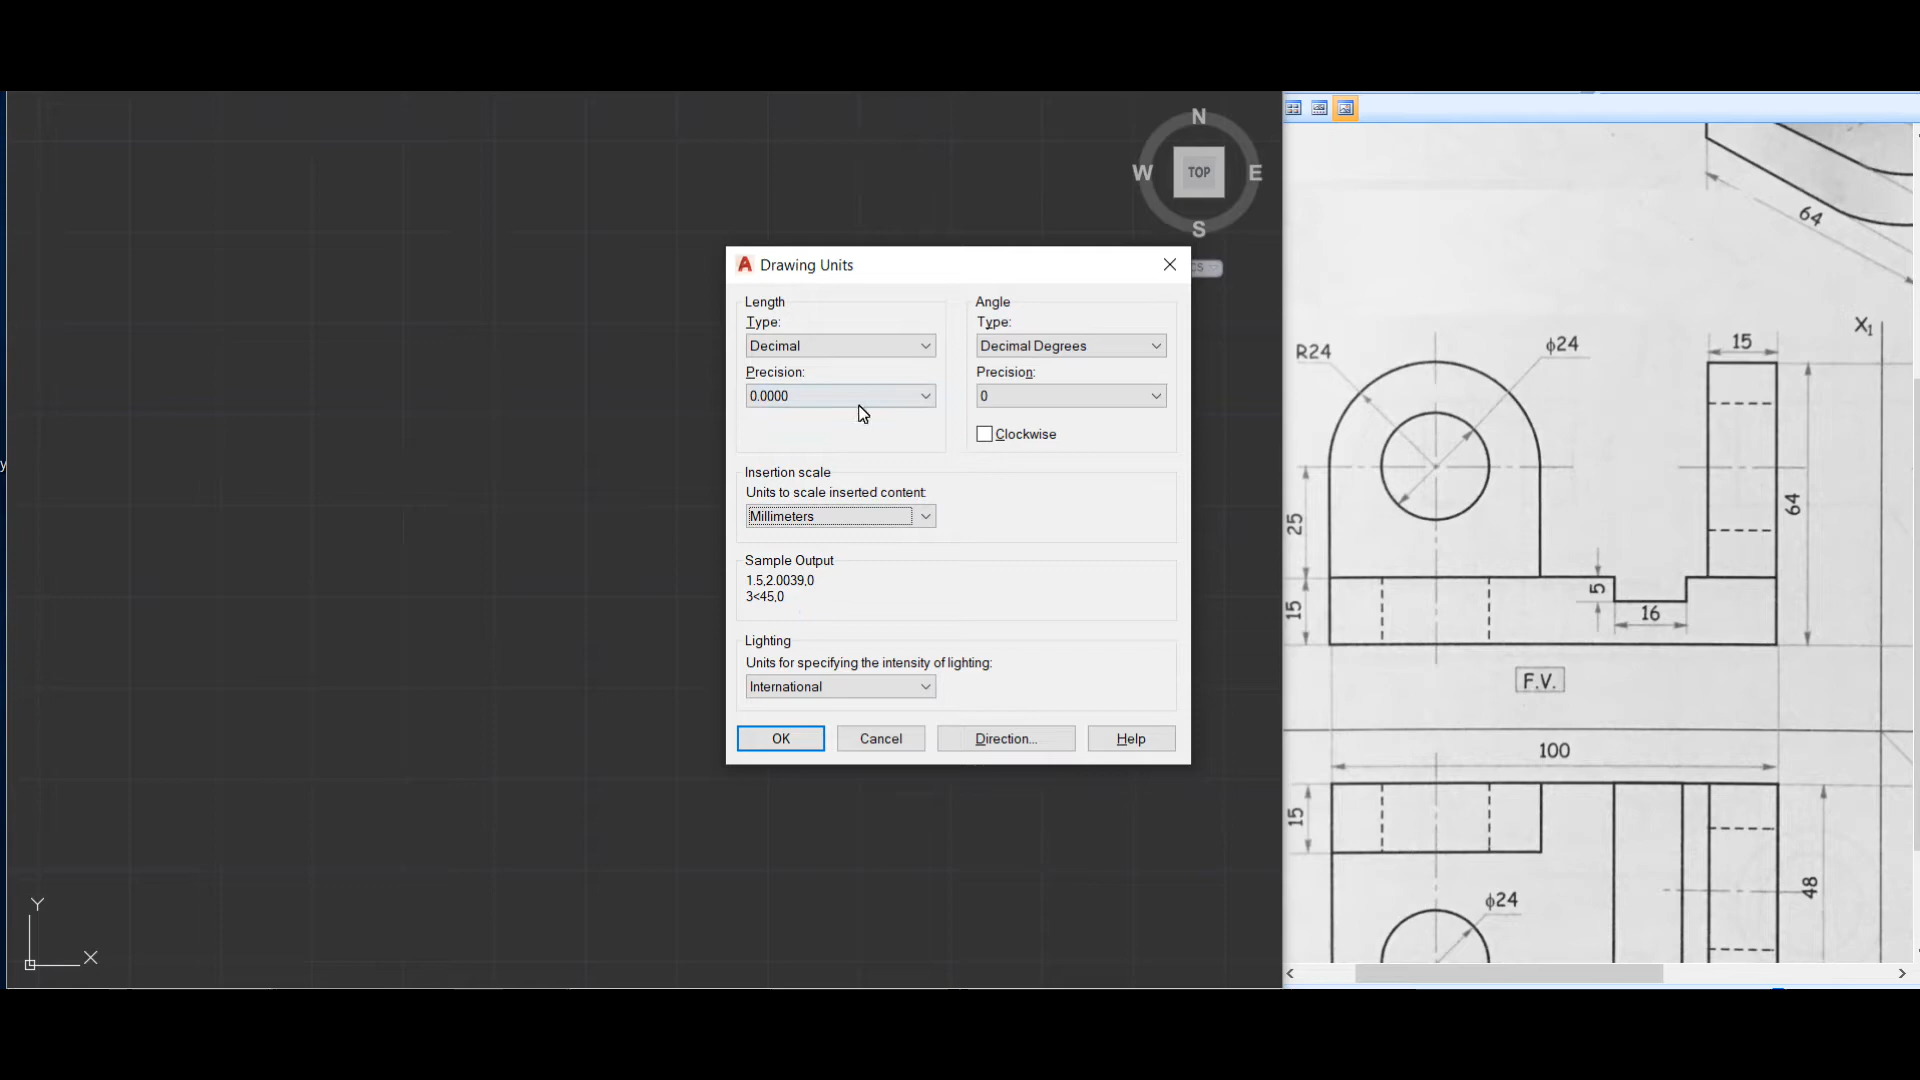 N
W
TOP
E
S
CS
Drawing Units
Length
Type:
Decimal
Precision:
0.0000
Angle
Type:
Decimal Degrees
Precision:
0
Clockwise
Insertion scale
Units to scale inserted content:
Millimeters
Sample Output
1.5,2.0039,0
3<45,0
Lighting
Units for specifying the intensity of lighting:
International
OK
Cancel
Direction...
Help
Y
X
y
64
X1
R24
ϕ24
15
25
64
5
15
16
F.V.
100
15
48
ϕ24